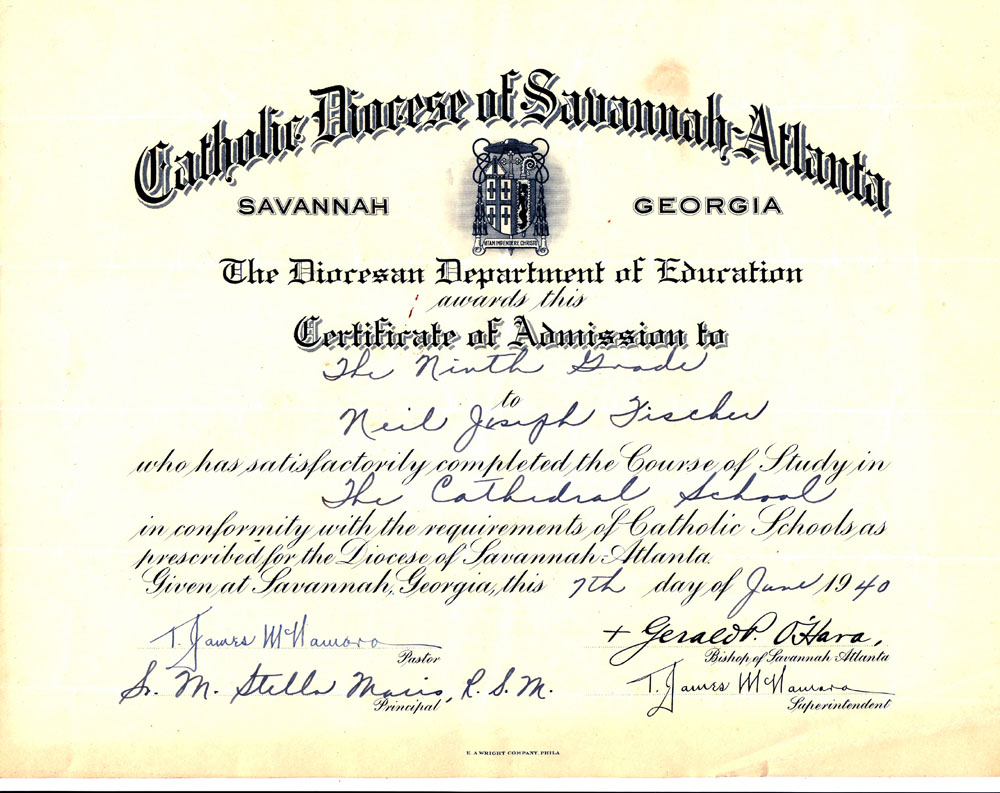 Catholic Diocese of Savannah-Atlanta
SAVANNAH GEORGIA
VITAM IMPENDERE CHRISTO
The Diocesan Department of Education
awards this
Certificate of Admission to
The Ninth Grade
to
Neil Joseph Fischer
who has satisfactorily completed the Course of Study in
The Cathedral School
in conformity with the requirements of Catholic Schools as
prescribed for the Diocese of Savannah-Atlanta.
Given at Savannah, Georgia, this 7th day of June 1940
T. James McNamara
Pastor
+ Gerald P. O'Hara,
Bishop of Savannah Atlanta
Sr. M. Stella Maris, R.S.M.
Principal
T. James McNamara
Superintendent
E. A. WRIGHT COMPANY, PHILA